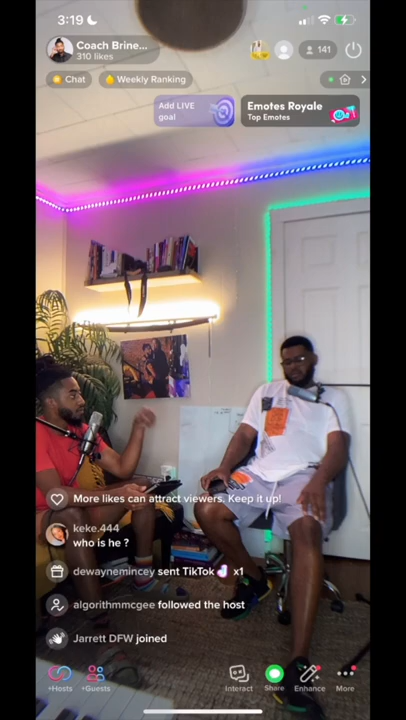 3:19
Coach Brine...
310 likes
141
Chat
Weekly Ranking
Add LIVE
goal
Emotes Royale
Top Emotes
More likes can attract viewers. Keep it up!
keke.444
who is he ?
dewaynemincey sent TikTok x1
algorithmmcgee followed the host
Jarrett DFW joined
+Hosts
+Guests
Interact
Share
Enhance
More